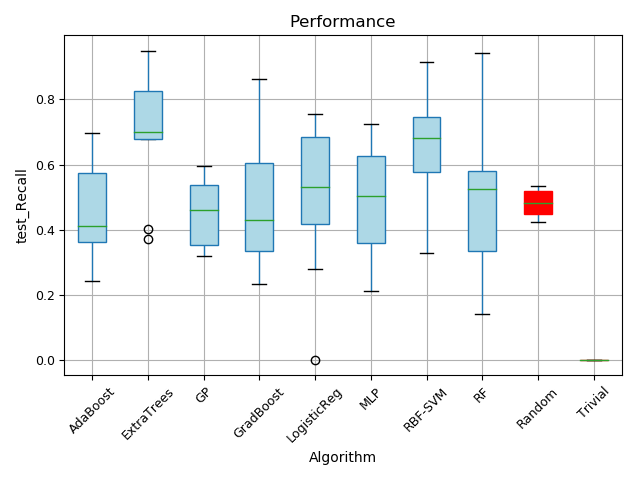 Performance
test_Recall
0.8
0.6
0.4
0.2
0.0
AdaBoost
ExtraTrees
GP
GradBoost
LogisticReg
MLP
RBF-SVM
RF
Random
Trivial
Algorithm